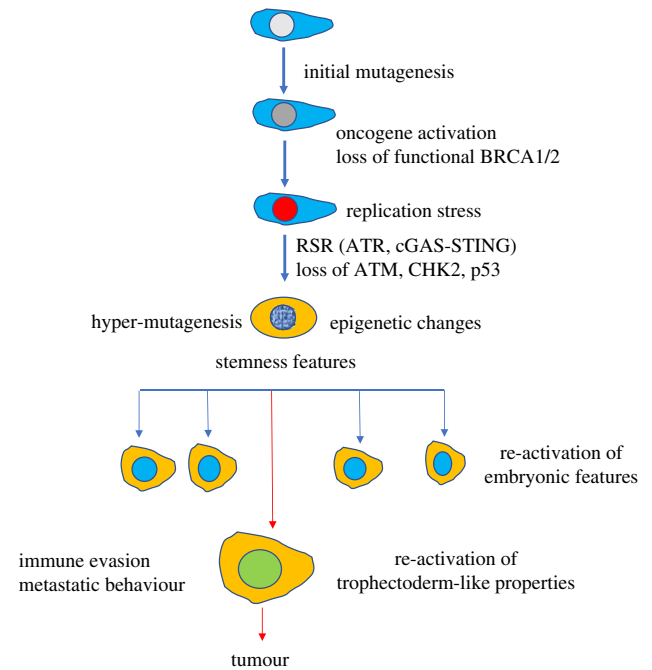 initial mutagenesis
oncogene activation
loss of functional BRCA1/2
replication stress
RSR (ATR, cGAS-STING)
loss of ATM, CHK2, p53
hyper-mutagenesis
epigenetic changes
stemness features
re-activation of
embryonic features
immune evasion
metastatic behaviour
re-activation of
trophectoderm-like properties
tumour